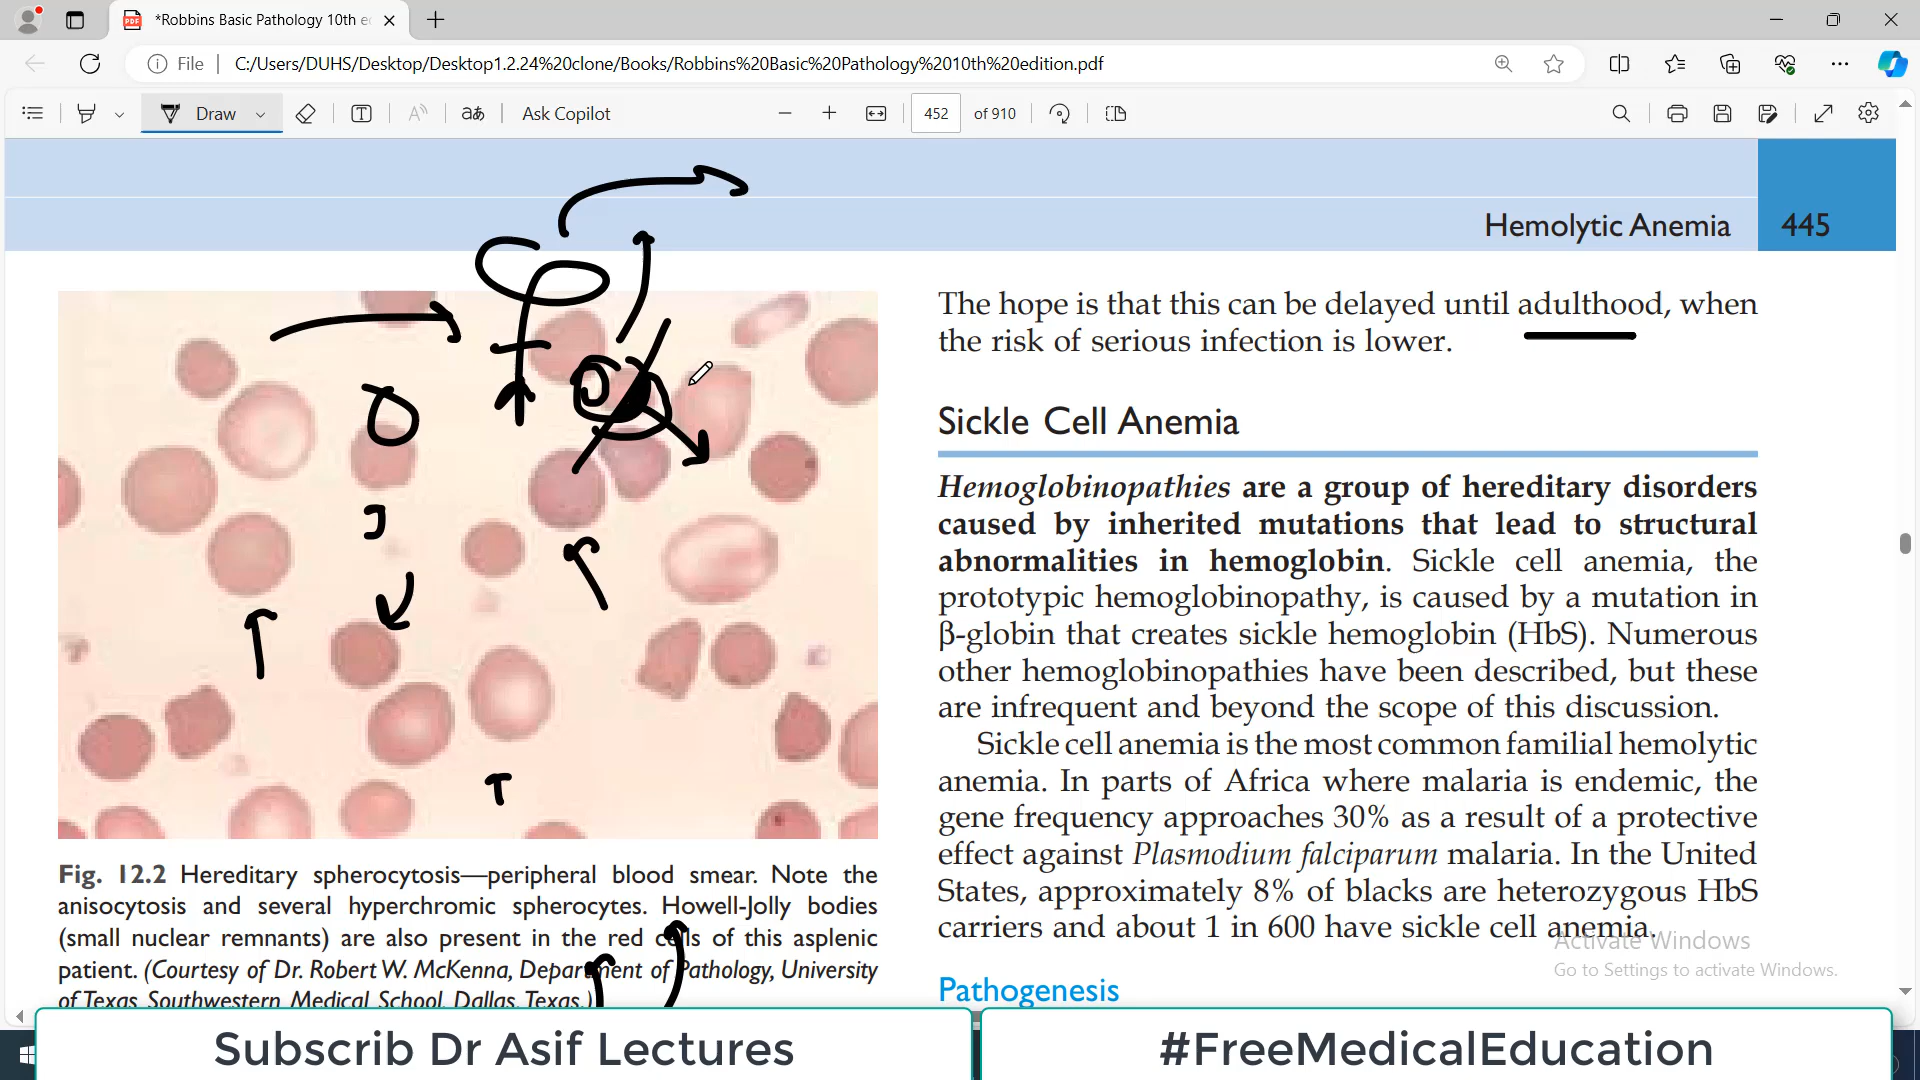 *Robbins Basic Pathology 10th e
File
C:/Users/DUHS/Desktop/Desktop1.2.24%20clone/Books/Robbins%20Basic%20Pathology%2010th%20edition.pdf
Draw
Ask Copilot
452 of 910
Hemolytic Anemia 445
The hope is that this can be delayed until adulthood, when
the risk of serious infection is lower.
Sickle Cell Anemia
Hemoglobinopathies are a group of hereditary disorders
caused by inherited mutations that lead to structural
abnormalities in hemoglobin. Sickle cell anemia, the
prototypic hemoglobinopathy, is caused by a mutation in
β-globin that creates sickle hemoglobin (HbS). Numerous
other hemoglobinopathies have been described, but these
are infrequent and beyond the scope of this discussion.
Sickle cell anemia is the most common familial hemolytic
anemia. In parts of Africa where malaria is endemic, the
gene frequency approaches 30% as a result of a protective
effect against Plasmodium falciparum malaria. In the United
States, approximately 8% of blacks are heterozygous HbS
carriers and about 1 in 600 have sickle cell anemia.
Pathogenesis
Fig. 12.2 Hereditary spherocytosis—peripheral blood smear. Note the
anisocytosis and several hyperchromic spherocytes. Howell-Jolly bodies
(small nuclear remnants) are also present in the red cells of this asplenic
patient. (Courtesy of Dr. Robert W. McKenna, Department of Pathology, University
of Texas Southwestern Medical School, Dallas, Texas.)
Activate Windows
Go to Settings to activate Windows.
Subscrib Dr Asif Lectures
#FreeMedicalEducation